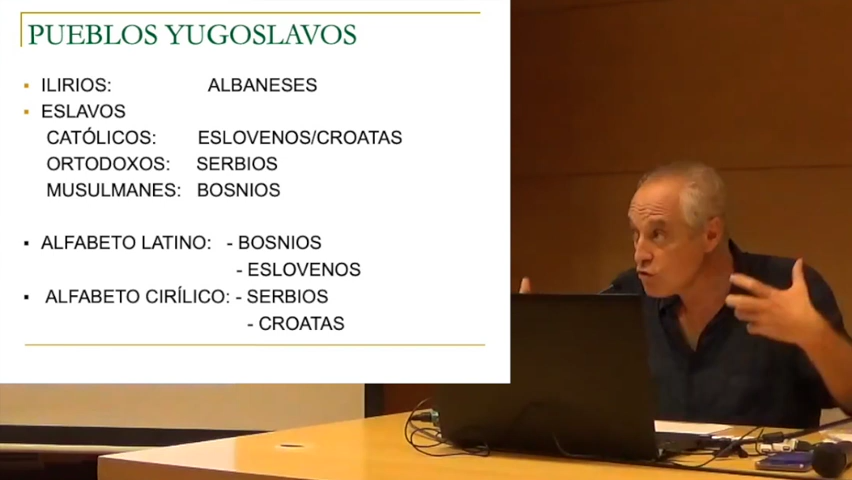 PUEBLOS YUGOSLAVOS
▪ ILIRIOS: ALBANESES
▪ ESLAVOS
CATÓLICOS: ESLOVENOS/CROATAS
ORTODOXOS: SERBIOS
MUSULMANES: BOSNIOS
▪ ALFABETO LATINO: - BOSNIOS
- ESLOVENOS
▪ ALFABETO CIRÍLICO: - SERBIOS
- CROATAS